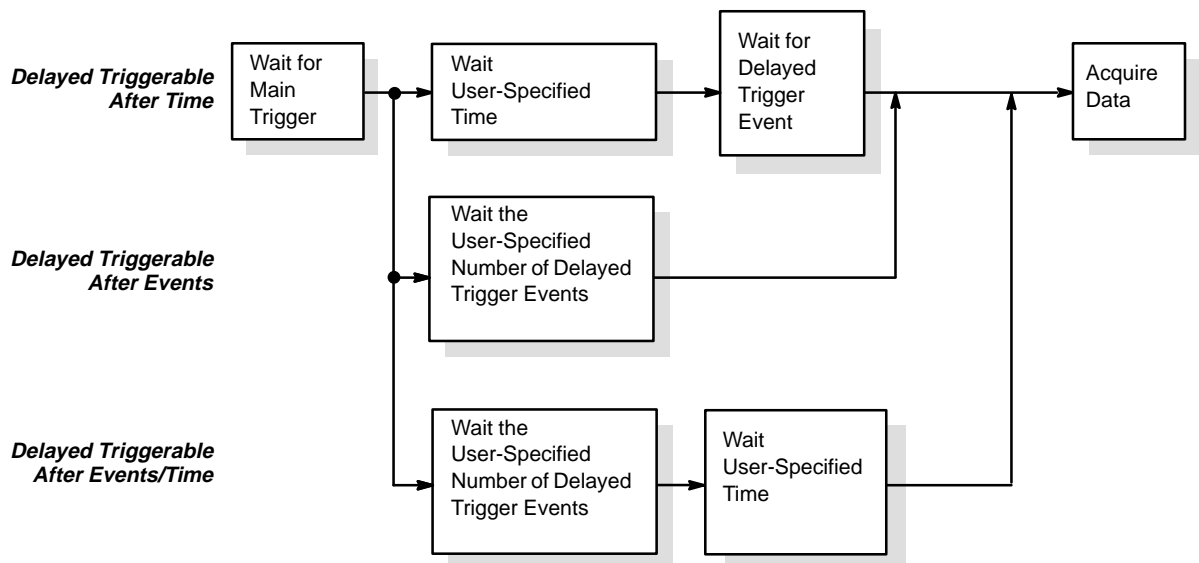 Delayed Triggerable
After Time
Wait for
Main
Trigger
Wait
User-Specified
Time
Wait for
Delayed
Trigger
Event
Acquire
Data
Delayed Triggerable
After Events
Wait the
User-Specified
Number of Delayed
Trigger Events
Delayed Triggerable
After Events/Time
Wait the
User-Specified
Number of Delayed
Trigger Events
Wait
User-Specified
Time